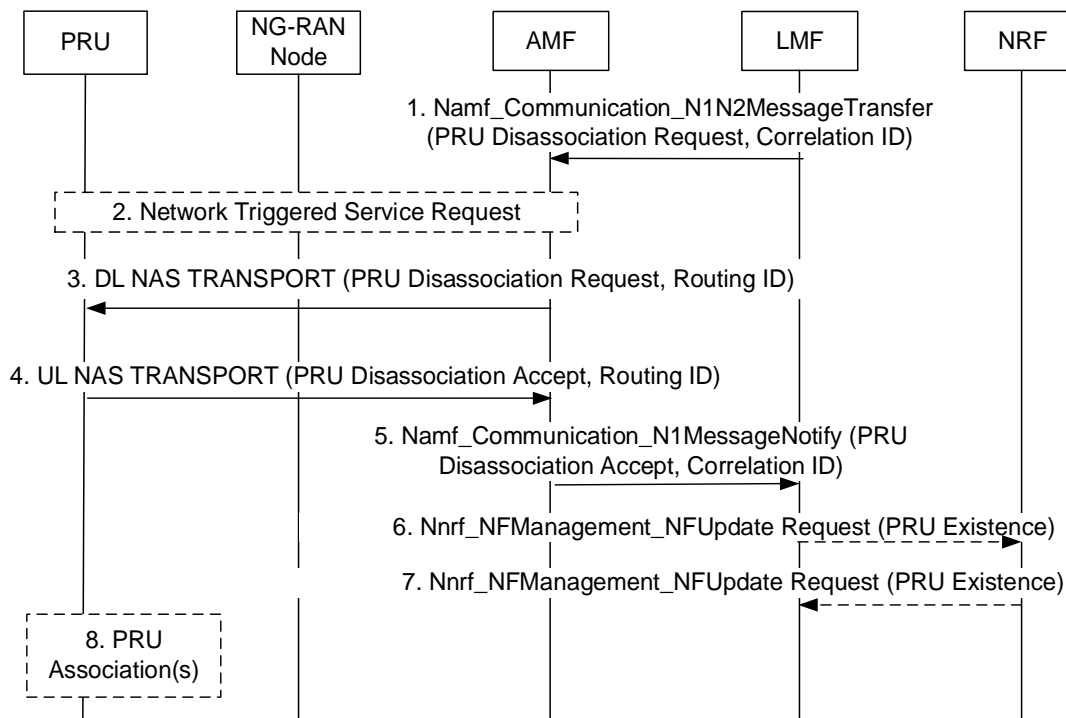 PRU
NG-RAN
Node
AMF
LMF
NRF
1. Namf_Communication_N1N2MessageTransfer
(PRU Disassociation Request, Correlation ID)
2. Network Triggered Service Request
3. DL NAS TRANSPORT (PRU Disassociation Request, Routing ID)
4. UL NAS TRANSPORT (PRU Disassociation Accept, Routing ID)
5. Namf_Communication_N1MessageNotify (PRU
Disassociation Accept, Correlation ID)
6. Nnrf_NFManagement_NFUpdate Request (PRU Existence)
7. Nnrf_NFManagement_NFUpdate Request (PRU Existence)
8. PRU
Association(s)